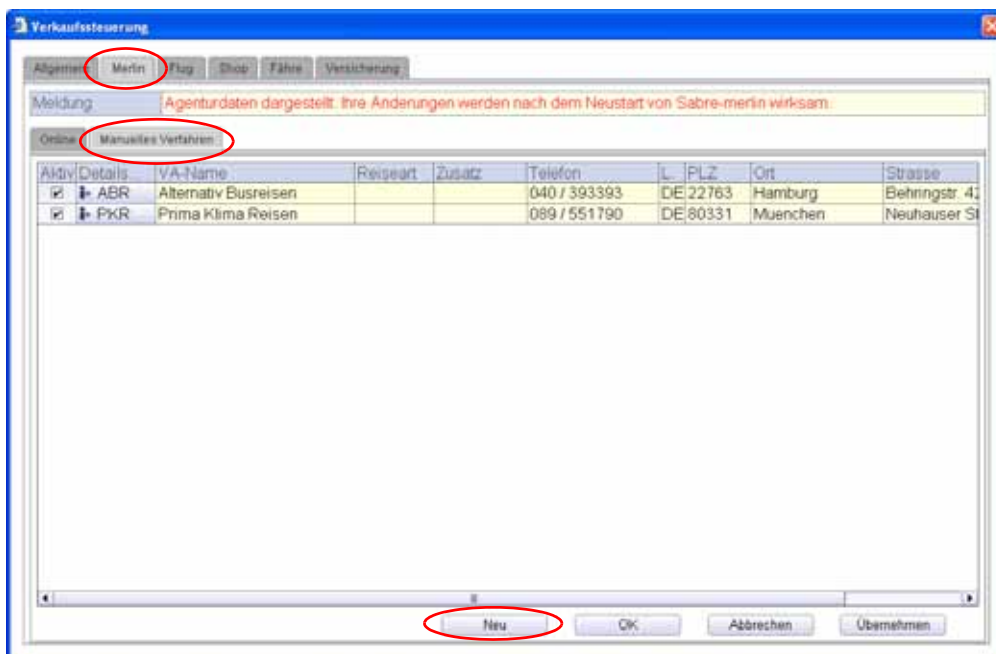 Verkaufssteuerung
Allgemein Merlin Flug Shop Fähre Versicherung
Meldung Agenturdaten dargestellt. Ihre Änderungen werden nach dem Neustart von Sabre-merlin wirksam.
Online Manuelles Verfahren
Aktiv Details... VA-Name Reiseart Zusatz Telefon L.. PLZ Ort Strasse
ABR Alternativ Busreisen 040 / 393393 DE 22763 Hamburg Behringstr. 42
PKR Prima Klima Reisen 089 / 551790 DE 80331 Muenchen Neuhauser St
Neu OK Abbrechen Übernehmen